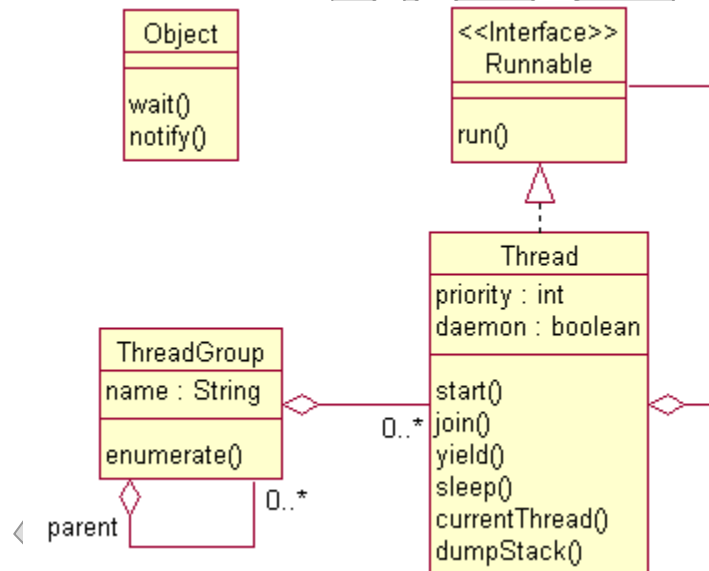 Object
wait()
notify()
<<Interface>>
Runnable
run()
Thread
priority : int
daemon : boolean
start()
join()
yield()
sleep()
currentThread()
dumpStack()
ThreadGroup
name : String
enumerate()
0..*
0..*
parent